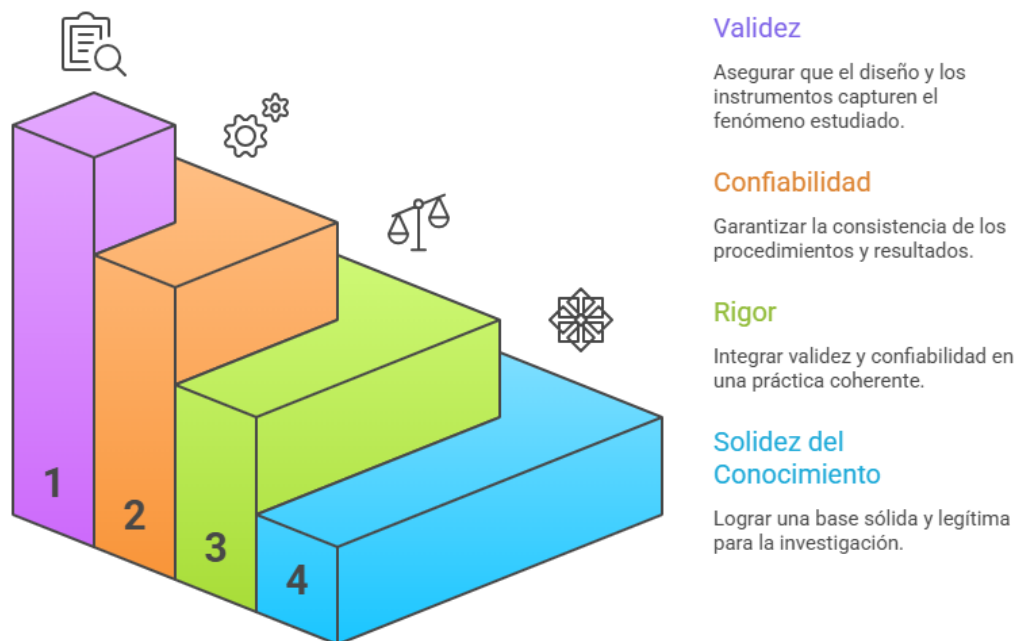 Validez
Asegurar que el diseño y los
instrumentos capturen el
fenómeno estudiado.
Confiabilidad
Garantizar la consistencia de los
procedimientos y resultados.
Rigor
Integrar validez y confiabilidad en
una práctica coherente.
Solidez del
Conocimiento
Lograr una base sólida y legítima
para la investigación.
1
2
3
4